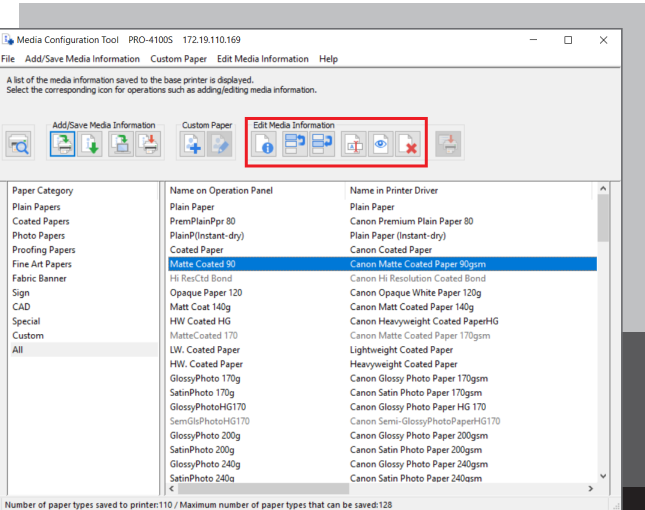 Media Configuration Tool PRO-4100S 172.19.110.169
File Add/Save Media Information Custom Paper Edit Media Information Help
A list of the media information saved to the base printer is displayed.
Select the corresponding icon for operations such as adding/editing media information.
Add/Save Media Information Custom Paper Edit Media Information
Paper Category Name on Operation Panel Name in Printer Driver
Plain Papers Plain Paper Plain Paper
Coated Papers PremPlainPpr 80 Canon Premium Plain Paper 80
Photo Papers PlainP(Instant-dry) Plain Paper (Instant-dry)
Proofing Papers Coated Paper Canon Coated Paper
Fine Art Papers Matte Coated 90 Canon Matte Coated Paper 90gsm
Fabric Banner Hi ResCtd Bond Canon Hi Resolution Coated Bond
Sign Opaque Paper 120 Canon Opaque White Paper 120g
CAD Matt Coat 140g Canon Matt Coated Paper 140g
Special HW Coated HG Canon Heavyweight Coated PaperHG
Custom MatteCoated 170 Canon Matte Coated Paper 170gsm
All LW. Coated Paper Lightweight Coated Paper
HW. Coated Paper Heavyweight Coated Paper
GlossyPhoto 170g Canon Glossy Photo Paper 170gsm
SatinPhoto 170g Canon Satin Photo Paper 170gsm
GlossyPhotoHG170 Canon Glossy Photo Paper HG 170
SemGlsPhotoHG170 Canon Semi-GlossyPhotoPaperHG170
GlossyPhoto 200g Canon Glossy Photo Paper 200gsm
SatinPhoto 200g Canon Satin Photo Paper 200gsm
GlossyPhoto 240g Canon Glossy Photo Paper 240gsm
SatinPhoto 240g Canon Satin Photo Paper 240gsm
Number of paper types saved to printer:110 / Maximum number of paper types that can be saved:128